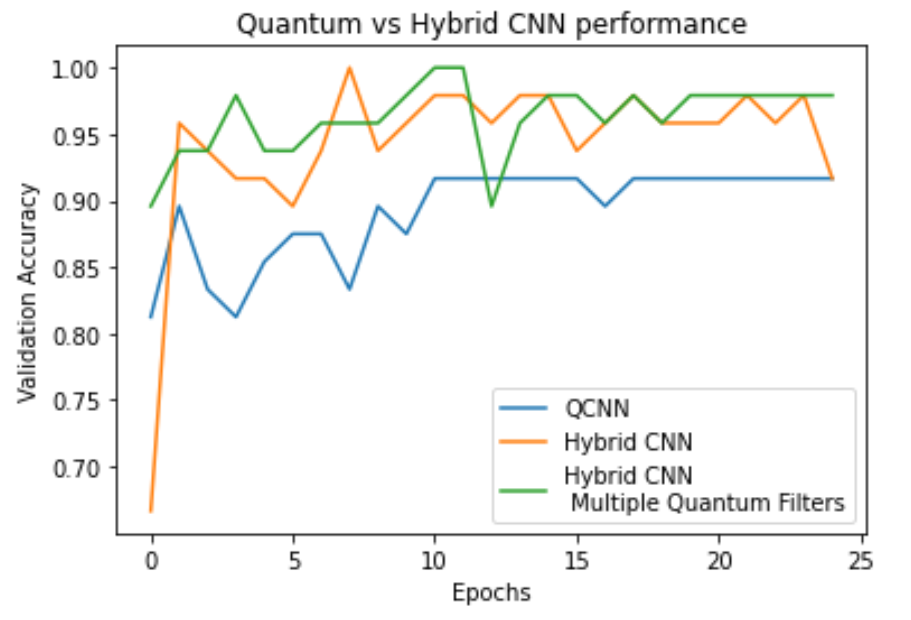 Quantum vs Hybrid CNN performance
1.00
0.95
0.90
0.85
0.80
0.75
0.70
Validation Accuracy
QCNN
Hybrid CNN
Hybrid CNN
Multiple Quantum Filters
0 5 10 15 20 25
Epochs